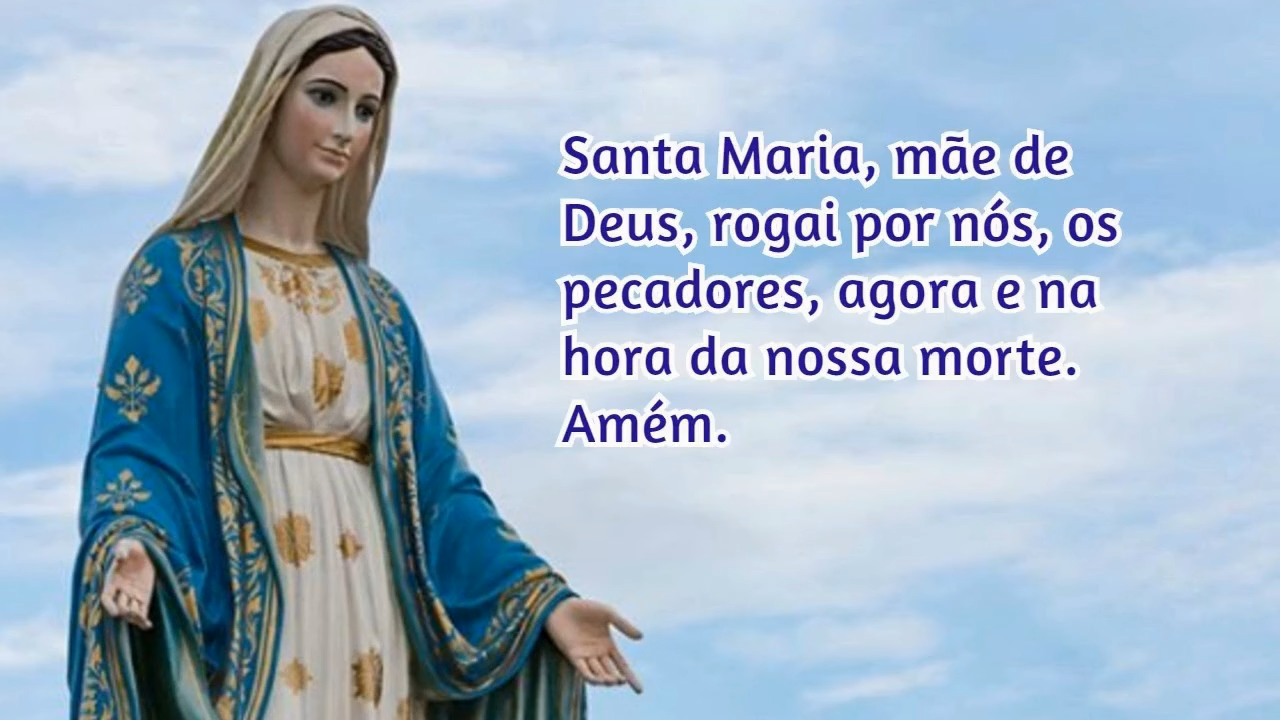 Santa Maria, mãe de
Deus, rogai por nós, os
pecadores, agora e na
hora da nossa morte.
Amém.